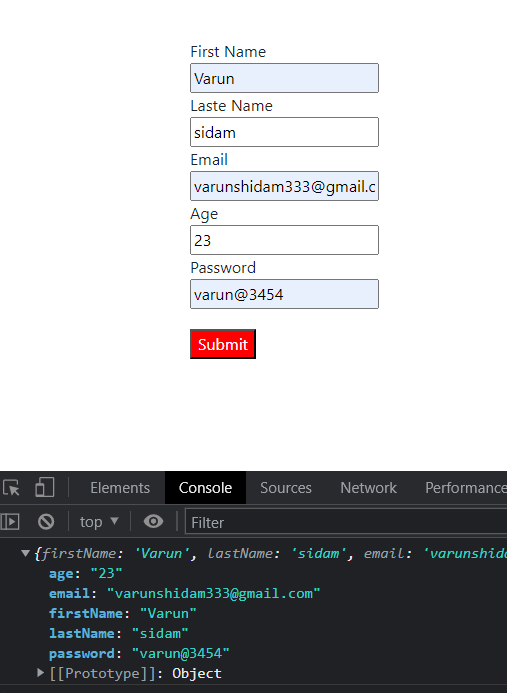 First Name
Varun
Laste Name
sidam
Email
varunshidam333@gmail.c
Age
23
Password
varun@3454
Submit
Elements Console Sources Network Performance
top ▼ Filter
▼{firstName: 'Varun', lastName: 'sidam', email: 'varunshidam
age: "23"
email: "varunshidam333@gmail.com"
firstName: "Varun"
lastName: "sidam"
password: "varun@3454"
▶[[Prototype]]: Object